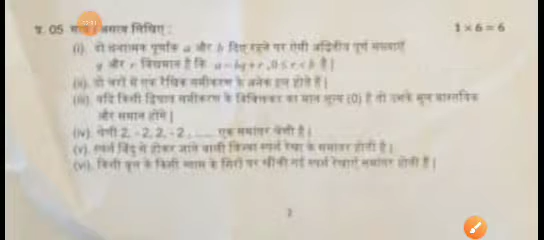 प्र. 05 सत्य / असत्य लिखिए : 1 × 6 = 6
(i). दो धनात्मक पूर्णांक a और b दिए रहने पर ऐसी अद्वितीय पूर्ण संख्याएँ
q और r विद्यमान हैं कि a = bq + r , 0 ≤ r < b है |
(ii). दो चरों में एक रैखिक समीकरण के अनेक हल होते हैं |
(iii). यदि किसी द्विघात समीकरण के विविक्तकर का मान शून्य (0) है तो उसके मूल वास्तविक
और समान होंगे |
(iv). श्रेणी 2, -2, 2, -2 , ..... एक समांतर श्रेणी है |
(v). स्पर्श बिंदु से होकर जाने वाली त्रिज्या स्पर्श रेखा के समांतर होती है |
(vi). किसी वृत्त के किसी व्यास के सिरों पर खींची गई स्पर्श रेखाएं समांतर होती हैं |
2